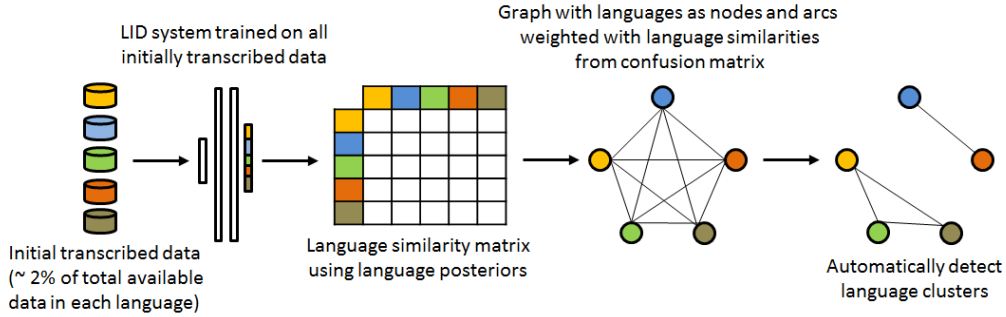 LID system trained on all
initially transcribed data
Graph with languages as nodes and arcs
weighted with language similarities
from confusion matrix
Initial transcribed data
(~ 2% of total available
data in each language)
Language similarity matrix
using language posteriors
Automatically detect
language clusters